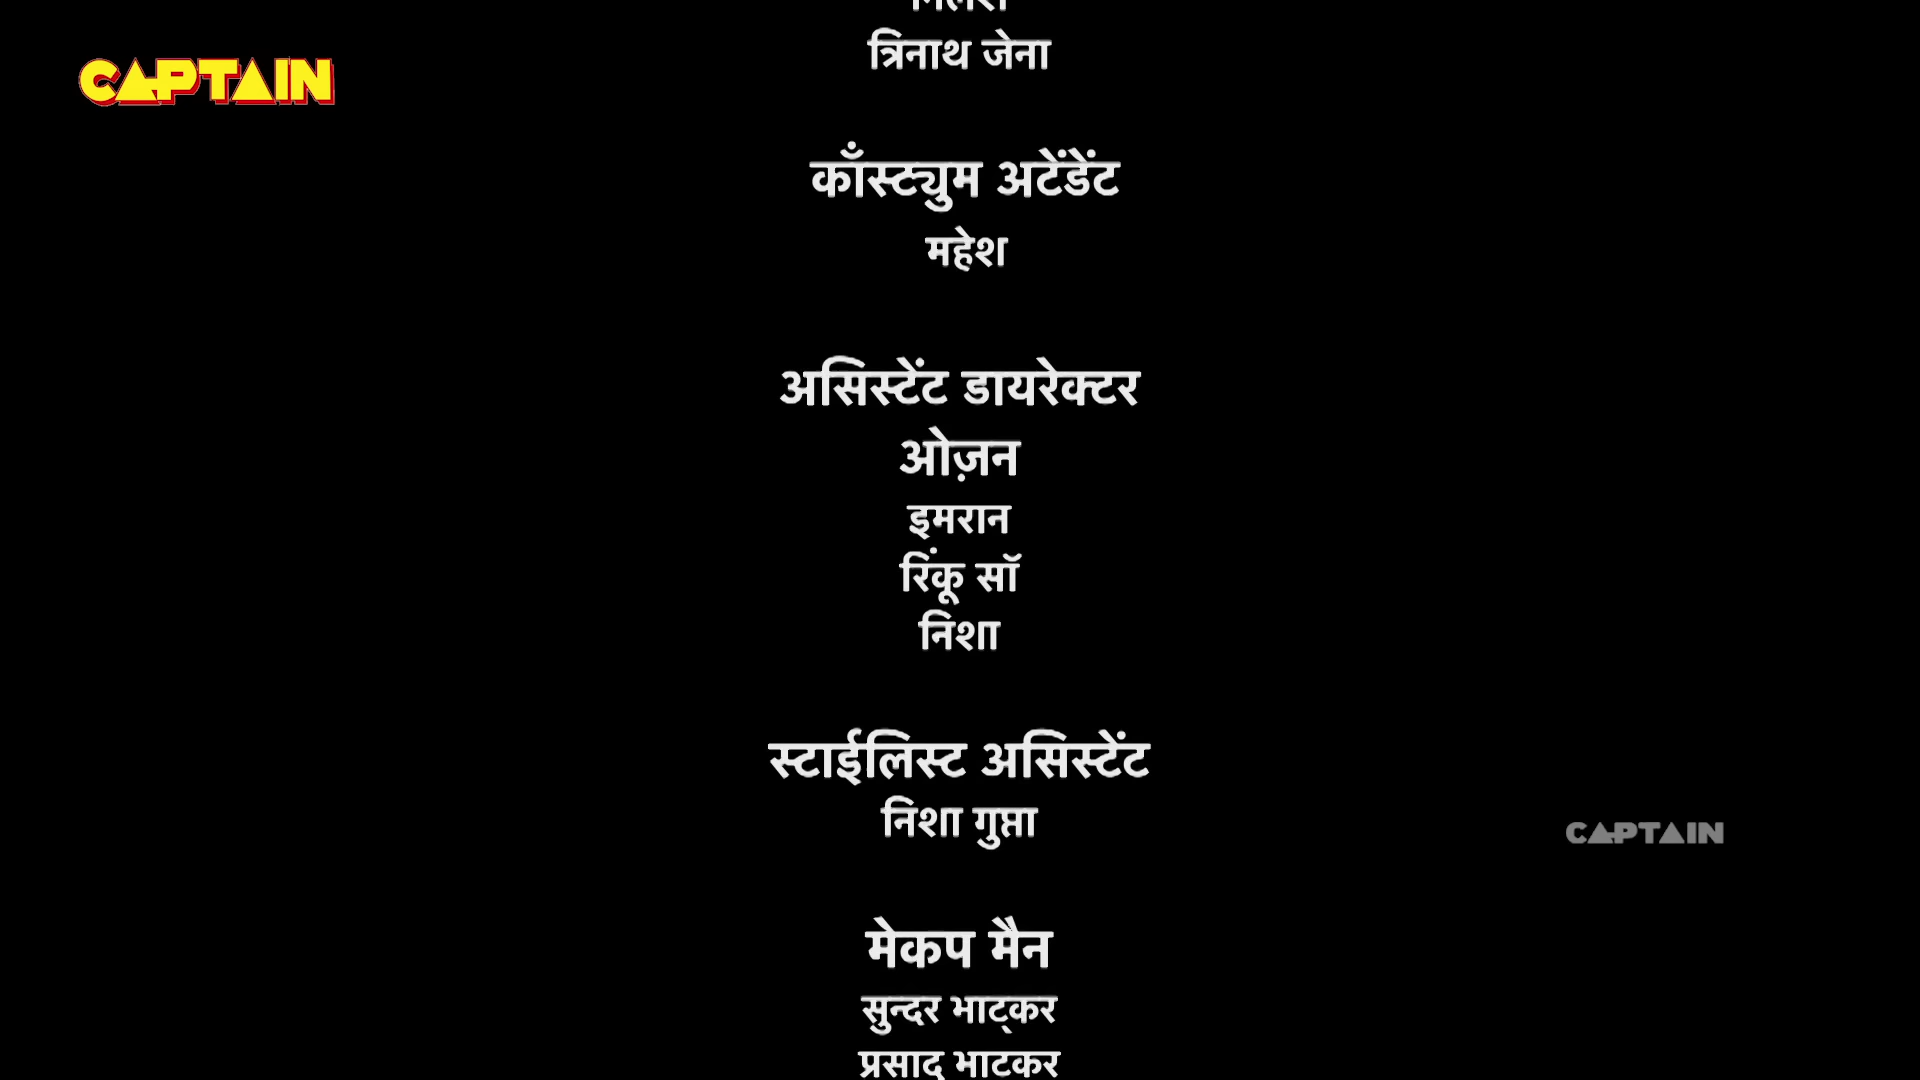 त्रिनाथ जेना
CAPTAIN
कॉंस्ट्युम अटेंडेंट
महेश
असिस्टेंट डायरेक्टर
ओज़न
इमरान
रिंकू सॉ
निशा
स्टाईलिस्ट असिस्टेंट
निशा गुप्ता
CAPTAIN
मेकप मैन
सुन्दर भाट्कर
प्रसाद भाटकर